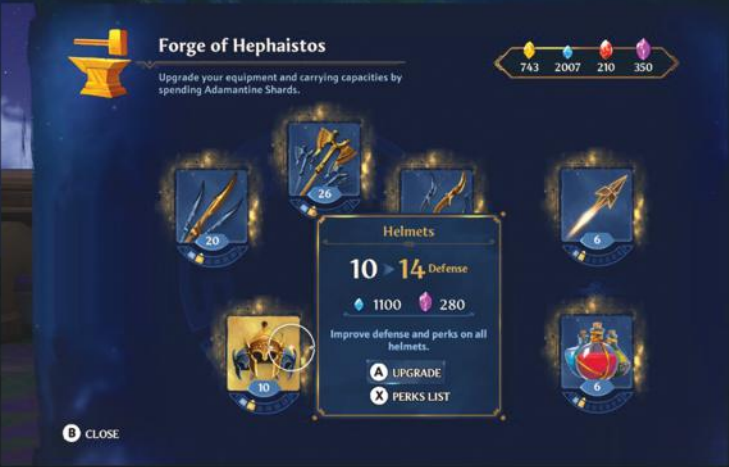 Forge of Hephaistos
Upgrade your equipment and carrying capacities by
spending Adamantine Shards.
743 2007 210 350
26
20
6
Helmets
10 14 Defense
1100 280
Improve defense and perks on all
helmets.
A UPGRADE
X PERKS LIST
10
6
B CLOSE